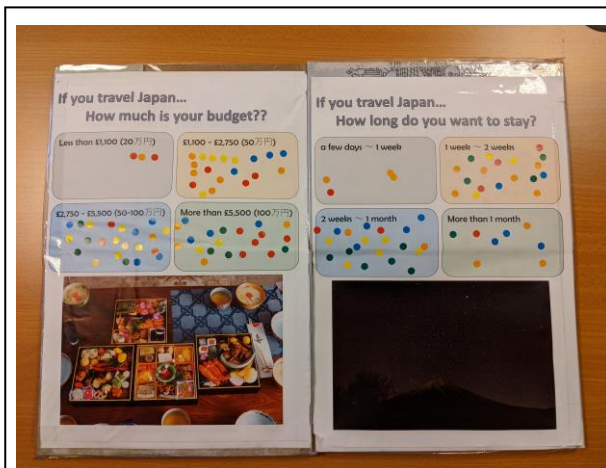 If you travel Japan...
How much is your budget??
Less than £1,100 (20万円)
£1,100 - £2,750 (50万円)
£2,750 - £5,500 (50-100万円)
More than £5,500 (100万円)
If you travel Japan...
How long do you want to stay?
a few days ~ 1 week
1 week ~ 2 weeks
2 weeks ~ 1 month
More than 1 month